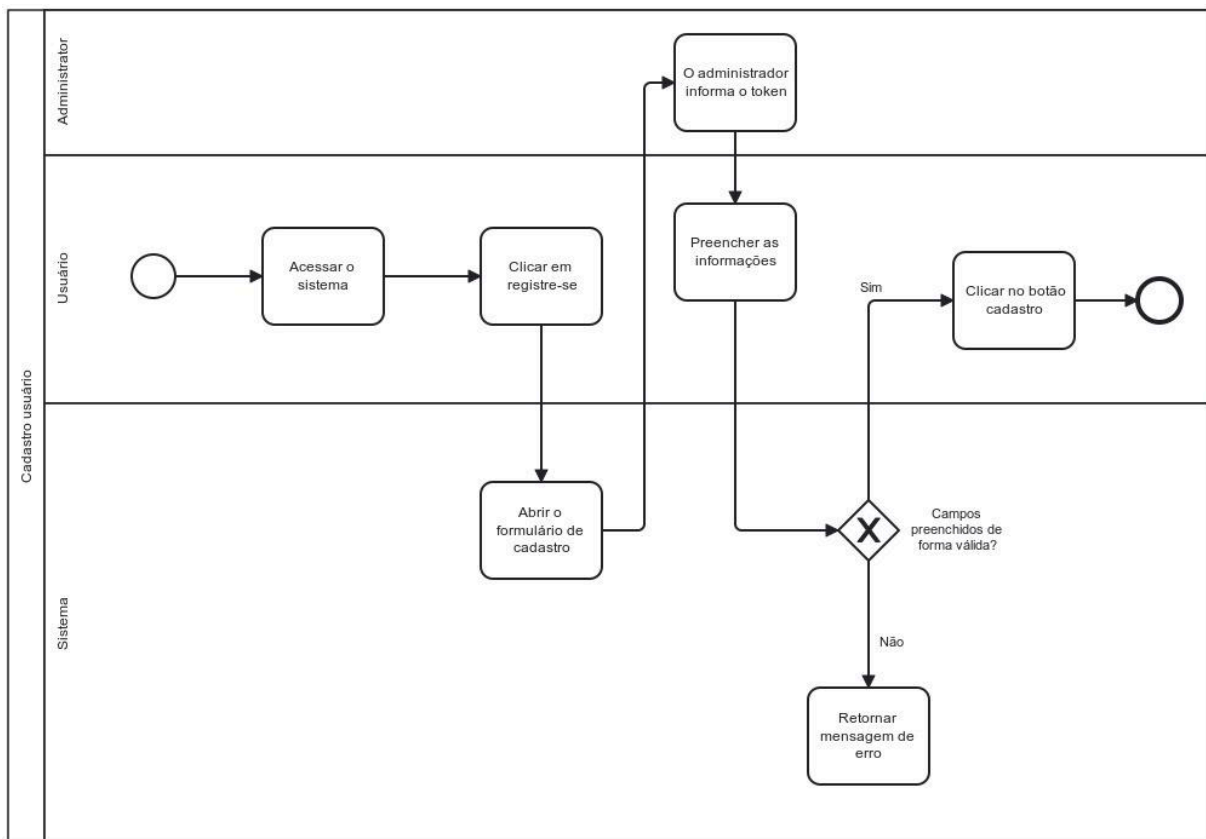 Cadastro usuário
Administrator
O administrador
informa o token
Usuário
Acessar o
sistema
Clicar em
registre-se
Preencher as
informações
Sim
Clicar no botão
cadastro
Sistema
Abrir o
formulário de
cadastro
Campos
preenchidos de
forma válida?
Não
Retornar
mensagem de
erro